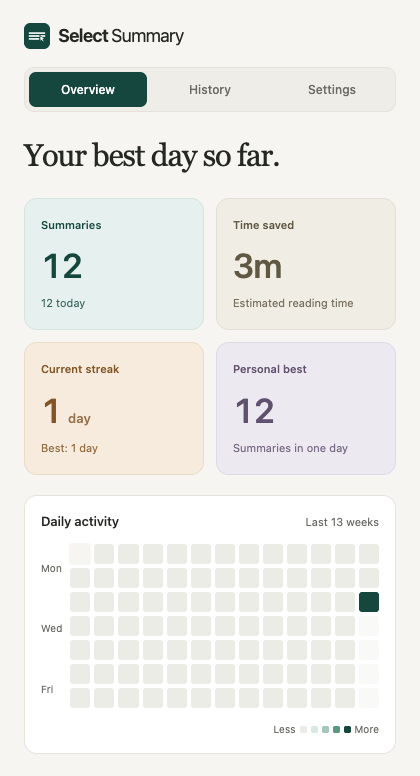 Select Summary
Overview History Settings
Your best day so far.
Summaries
12
12 today
Time saved
3m
Estimated reading time
Current streak
1 day
Best: 1 day
Personal best
12
Summaries in one day
Daily activity
Last 13 weeks
Mon
Wed
Fri
Less More